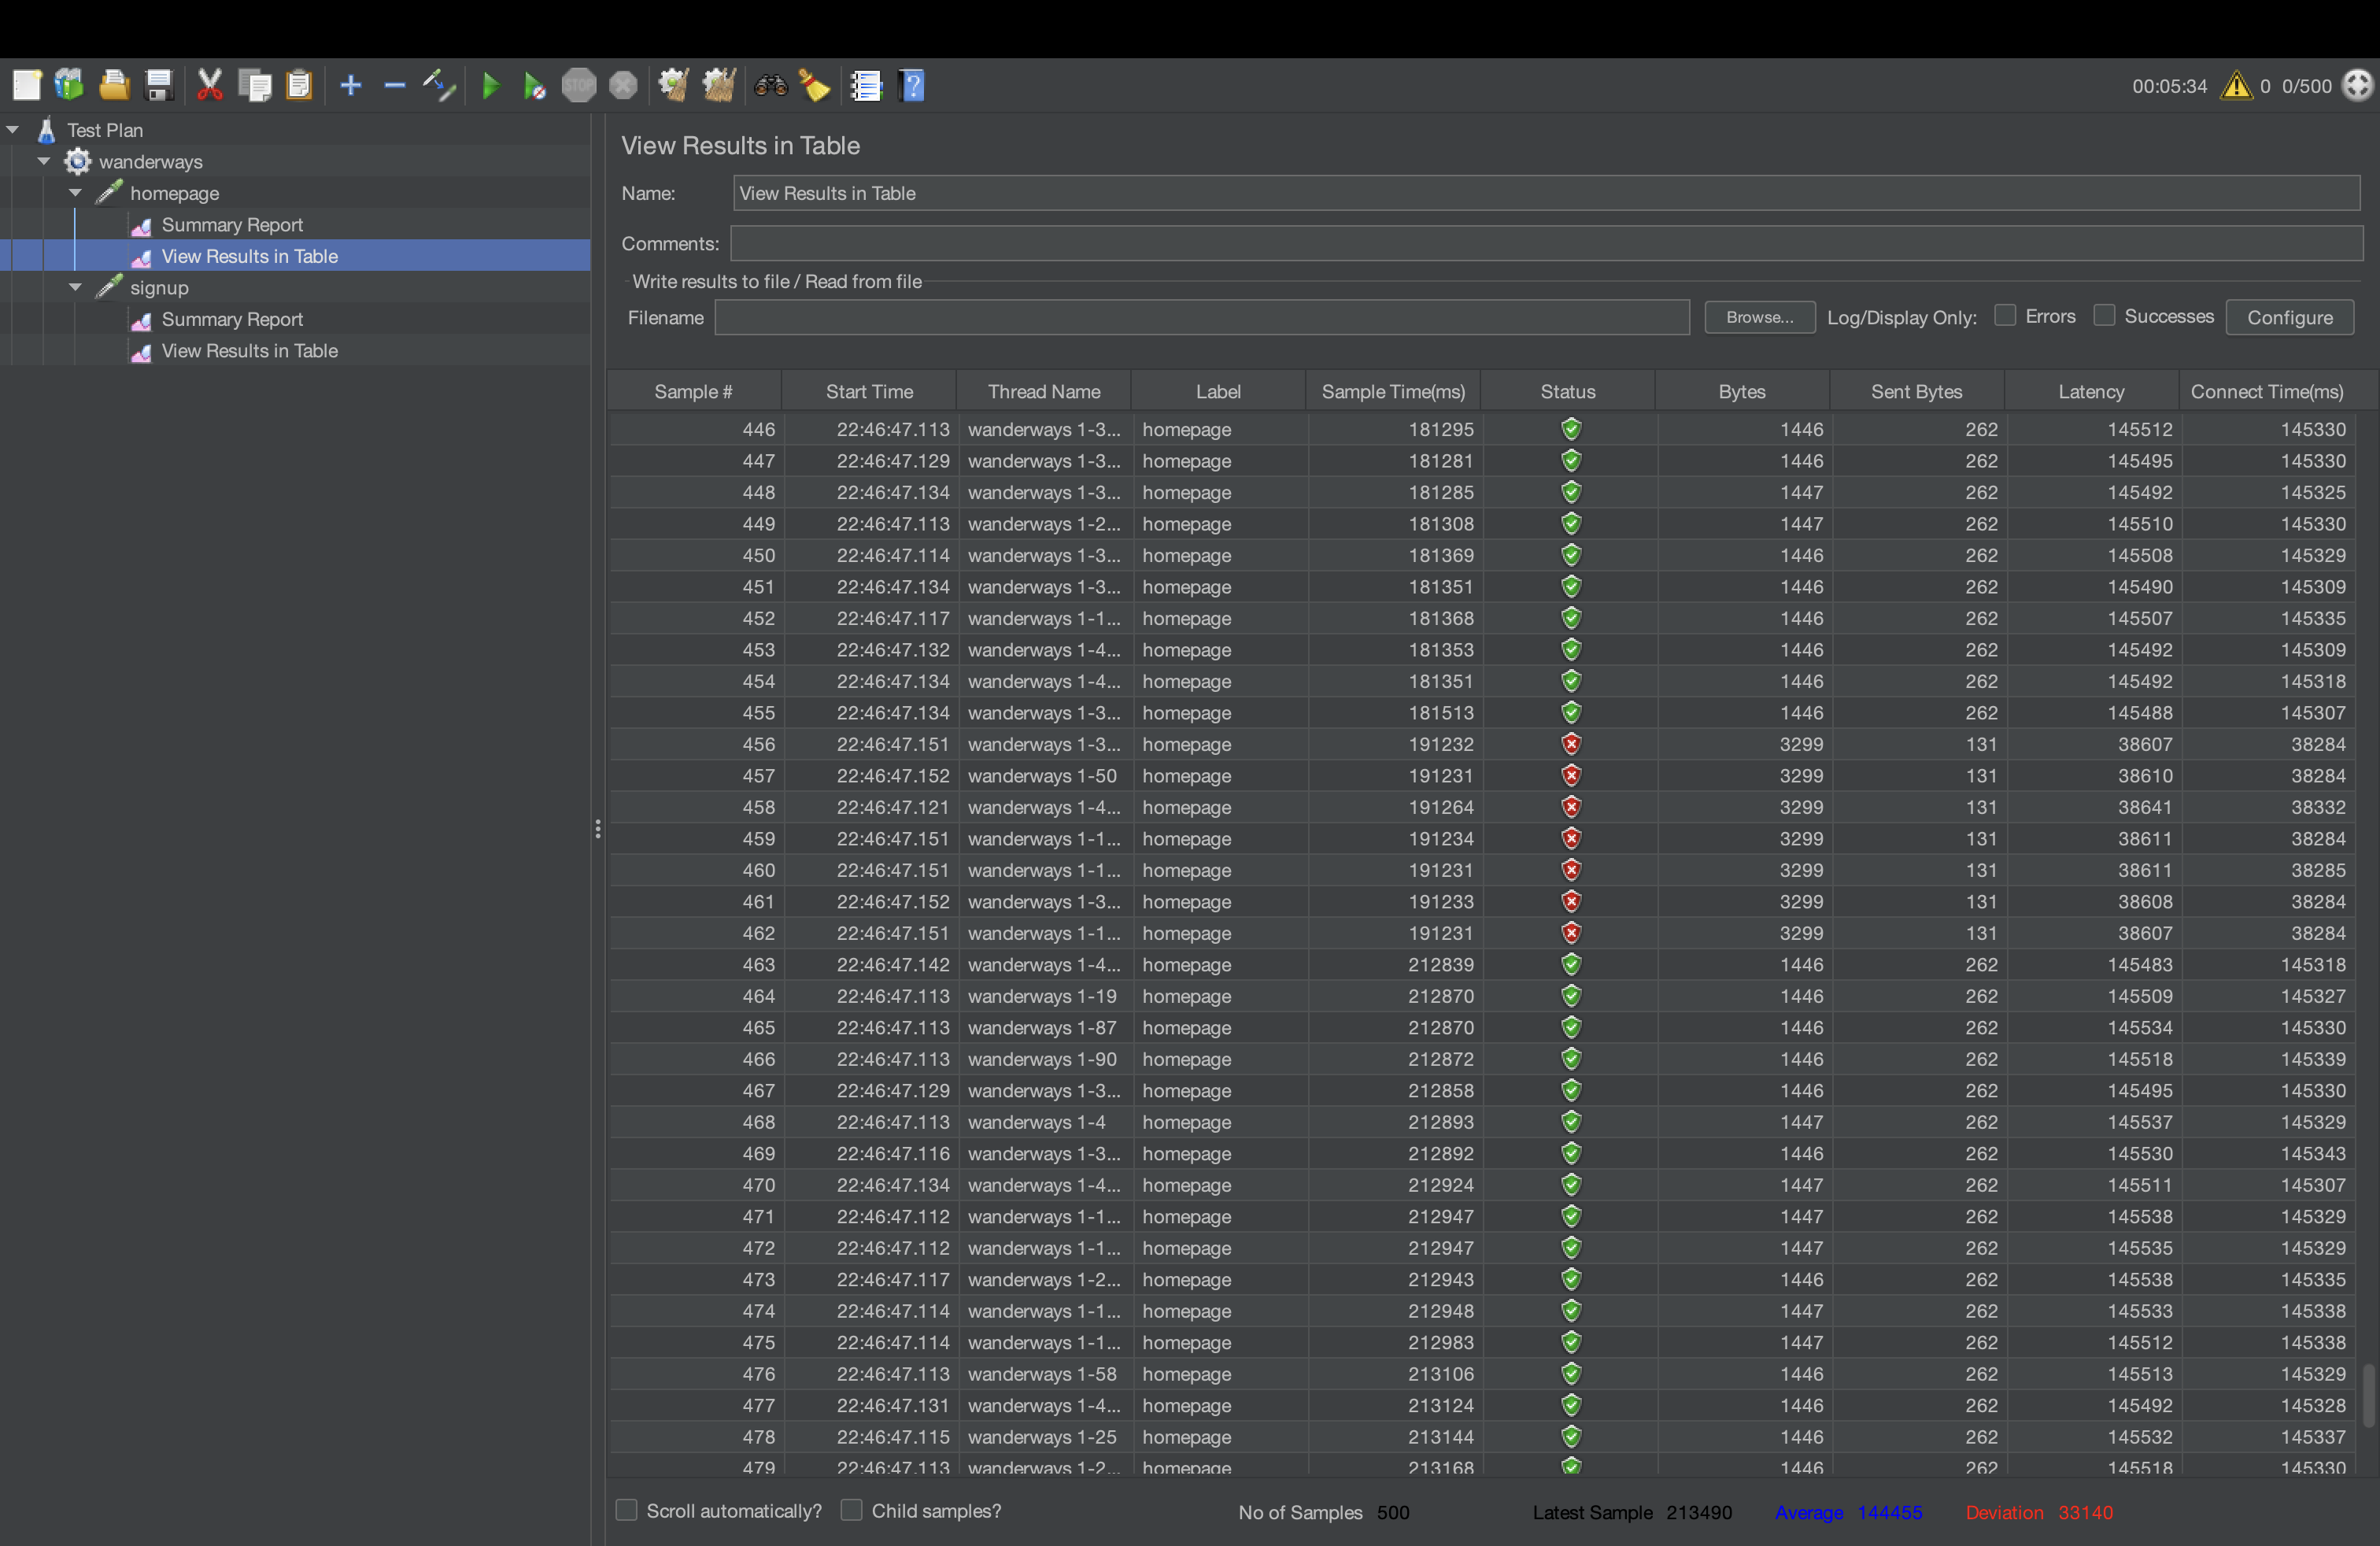 00:05:34 0 0/500
Test Plan
wanderways
homepage
Summary Report
View Results in Table
signup
Summary Report
View Results in Table
View Results in Table
Name: View Results in Table
Comments:
Write results to file / Read from file
Filename Browse... Log/Display Only: Errors Successes Configure
Sample # Start Time Thread Name Label Sample Time(ms) Status Bytes Sent Bytes Latency Connect Time(ms)
446 22:46:47.113 wanderways 1-3... homepage 181295 1446 262 145512 145330
447 22:46:47.129 wanderways 1-3... homepage 181281 1446 262 145495 145330
448 22:46:47.134 wanderways 1-3... homepage 181285 1447 262 145492 145325
449 22:46:47.113 wanderways 1-2... homepage 181308 1447 262 145510 145330
450 22:46:47.114 wanderways 1-3... homepage 181369 1446 262 145508 145329
451 22:46:47.134 wanderways 1-3... homepage 181351 1446 262 145490 145309
452 22:46:47.117 wanderways 1-1... homepage 181368 1446 262 145507 145335
453 22:46:47.132 wanderways 1-4... homepage 181353 1446 262 145492 145309
454 22:46:47.134 wanderways 1-4... homepage 181351 1446 262 145492 145318
455 22:46:47.134 wanderways 1-3... homepage 181513 1446 262 145488 145307
456 22:46:47.151 wanderways 1-3... homepage 191232 3299 131 38607 38284
457 22:46:47.152 wanderways 1-50 homepage 191231 3299 131 38610 38284
458 22:46:47.121 wanderways 1-4... homepage 191264 3299 131 38641 38332
459 22:46:47.151 wanderways 1-1... homepage 191234 3299 131 38611 38284
460 22:46:47.151 wanderways 1-1... homepage 191231 3299 131 38611 38285
461 22:46:47.152 wanderways 1-3... homepage 191233 3299 131 38608 38284
462 22:46:47.151 wanderways 1-1... homepage 191231 3299 131 38607 38284
463 22:46:47.142 wanderways 1-4... homepage 212839 1446 262 145483 145318
464 22:46:47.113 wanderways 1-19 homepage 212870 1446 262 145509 145327
465 22:46:47.113 wanderways 1-87 homepage 212870 1446 262 145534 145330
466 22:46:47.113 wanderways 1-90 homepage 212872 1446 262 145518 145339
467 22:46:47.129 wanderways 1-3... homepage 212858 1446 262 145495 145330
468 22:46:47.113 wanderways 1-4 homepage 212893 1447 262 145537 145329
469 22:46:47.116 wanderways 1-3... homepage 212892 1446 262 145530 145343
470 22:46:47.134 wanderways 1-4... homepage 212924 1447 262 145511 145307
471 22:46:47.112 wanderways 1-1... homepage 212947 1447 262 145538 145329
472 22:46:47.112 wanderways 1-1... homepage 212947 1447 262 145535 145329
473 22:46:47.117 wanderways 1-2... homepage 212943 1446 262 145538 145335
474 22:46:47.114 wanderways 1-1... homepage 212948 1447 262 145533 145338
475 22:46:47.114 wanderways 1-1... homepage 212983 1447 262 145512 145338
476 22:46:47.113 wanderways 1-58 homepage 213106 1446 262 145513 145329
477 22:46:47.131 wanderways 1-4... homepage 213124 1446 262 145492 145328
478 22:46:47.115 wanderways 1-25 homepage 213144 1446 262 145532 145337
479 22:46:47.113 wanderways 1-2... homepage 213168 1446 262 145518 145330
Scroll automatically? Child samples? No of Samples 500 Latest Sample 213490 Average 144455 Deviation 33140